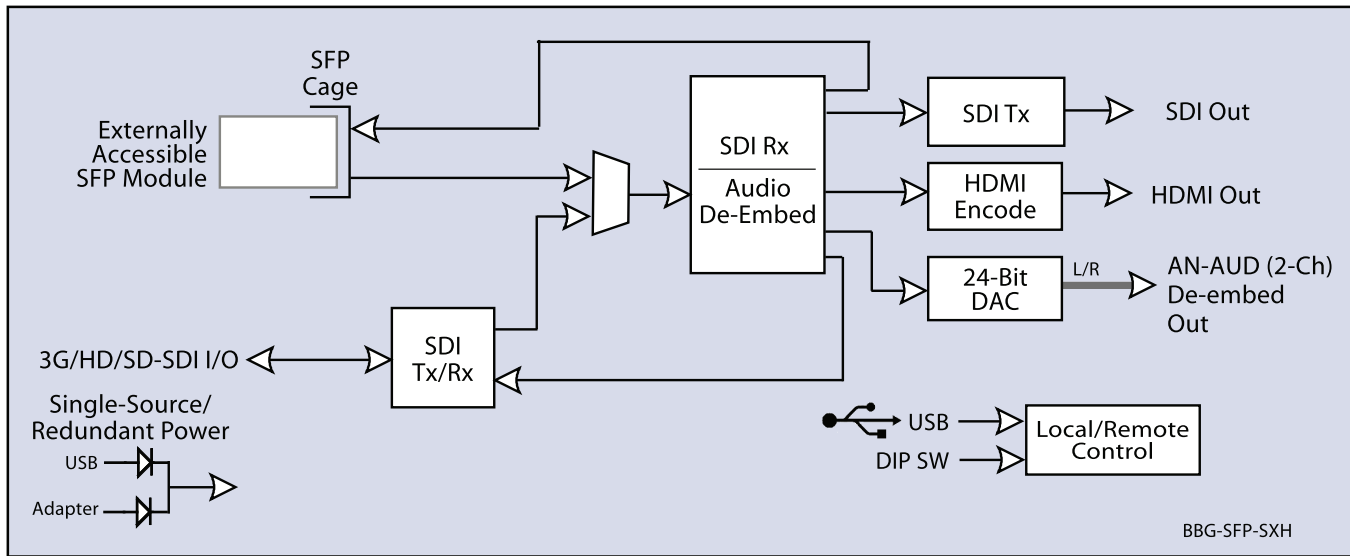 SFP
Cage
Externally
Accessible
SFP Module
SDI Rx
Audio
De-Embed
SDI Tx
SDI Out
HDMI
Encode
HDMI Out
24-Bit
DAC
L/R
AN-AUD (2-Ch)
De-embed
Out
3G/HD/SD-SDI I/O
SDI
Tx/Rx
Single-Source/
Redundant Power
USB
Adapter
USB
DIP SW
Local/Remote
Control
BBG-SFP-SXH